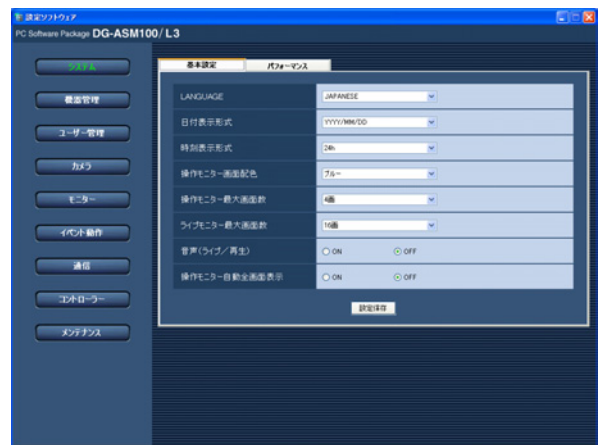 設定ソフトウェア
PC Software Package DG-ASM100/L3
システム
機器管理
ユーザー管理
カメラ
モニター
イベント動作
通信
コントローラー
メンテナンス
基本設定 パフォーマンス
LANGUAGE JAPANESE
日付表示形式 YYYY/MM/DD
時刻表示形式 24h
操作モニター画面配色 ブルー
操作モニター最大画面数 4画
ライブモニター最大画面数 16画
音声(ライブ/再生) ON OFF
操作モニター自動全画面表示 ON OFF
設定保存